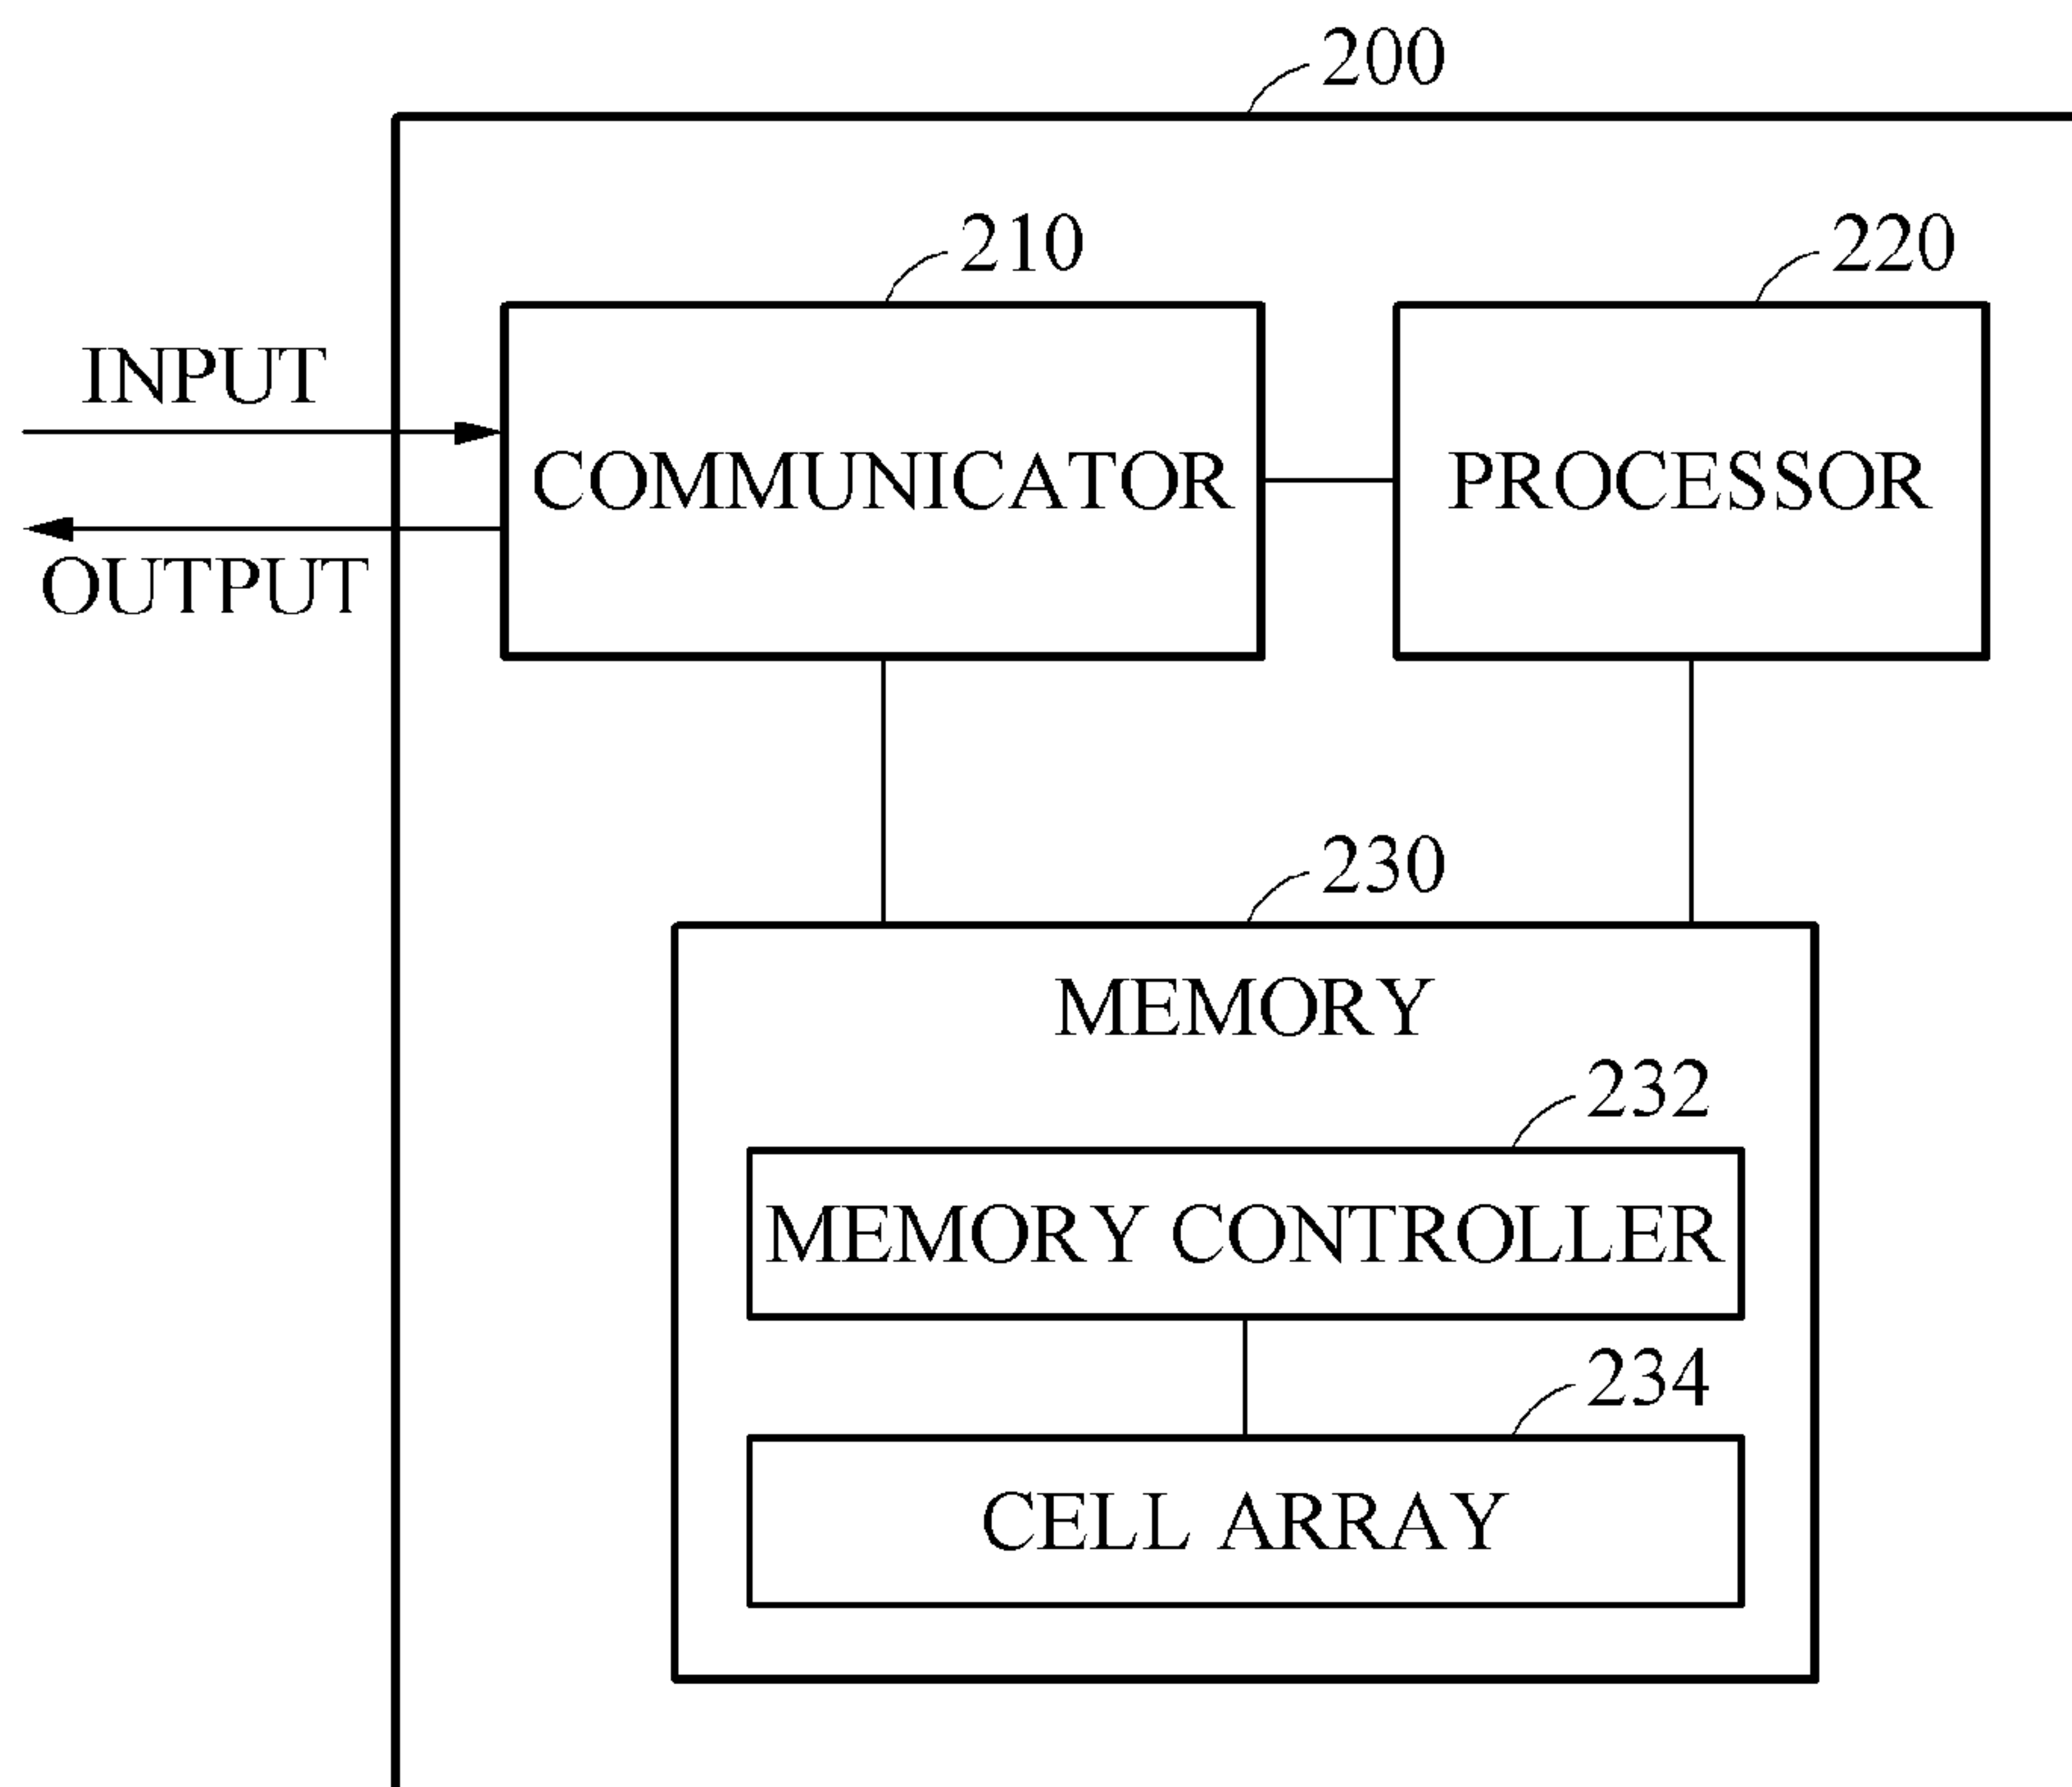 200
210
220
INPUT
COMMUNICATOR
PROCESSOR
OUTPUT
230
MEMORY
232
MEMORY CONTROLLER
234
CELL ARRAY